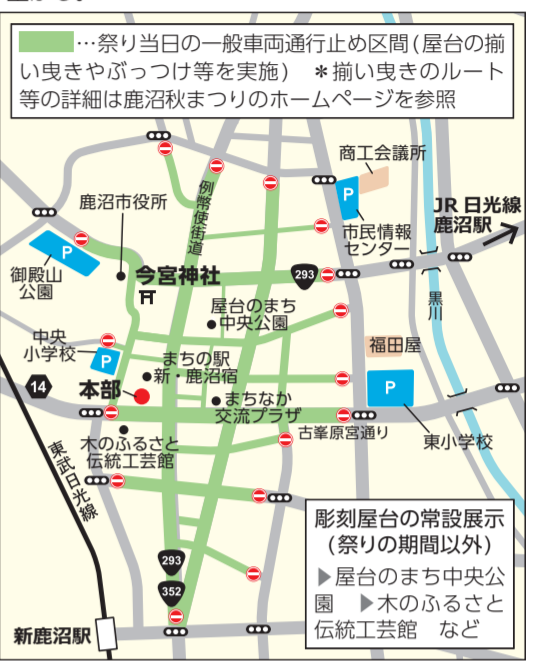 …祭り当日の一般車両通行止め区間(屋台の揃
い曳きやぶっつけ等を実施) *揃い曳きのルート
等の詳細は鹿沼秋まつりのホームページを参照
商工会議所
P
市民情報
センター
JR日光線
鹿沼駅
例幣使街道
鹿沼市役所
P
御殿山
公園
今宮神社
293
黒川
屋台のまち
中央公園
中央
小学校
P
まちの駅
新・鹿沼宿
福田屋
P
14
本部
まちなか
交流プラザ
古峯原宮通り
東小学校
木のふるさと
伝統工芸館
東武日光線
293
352
新鹿沼駅
彫刻屋台の常設展示
(祭りの期間以外)
▶屋台のまち中央公
園 ▶木のふるさと
伝統工芸館 など